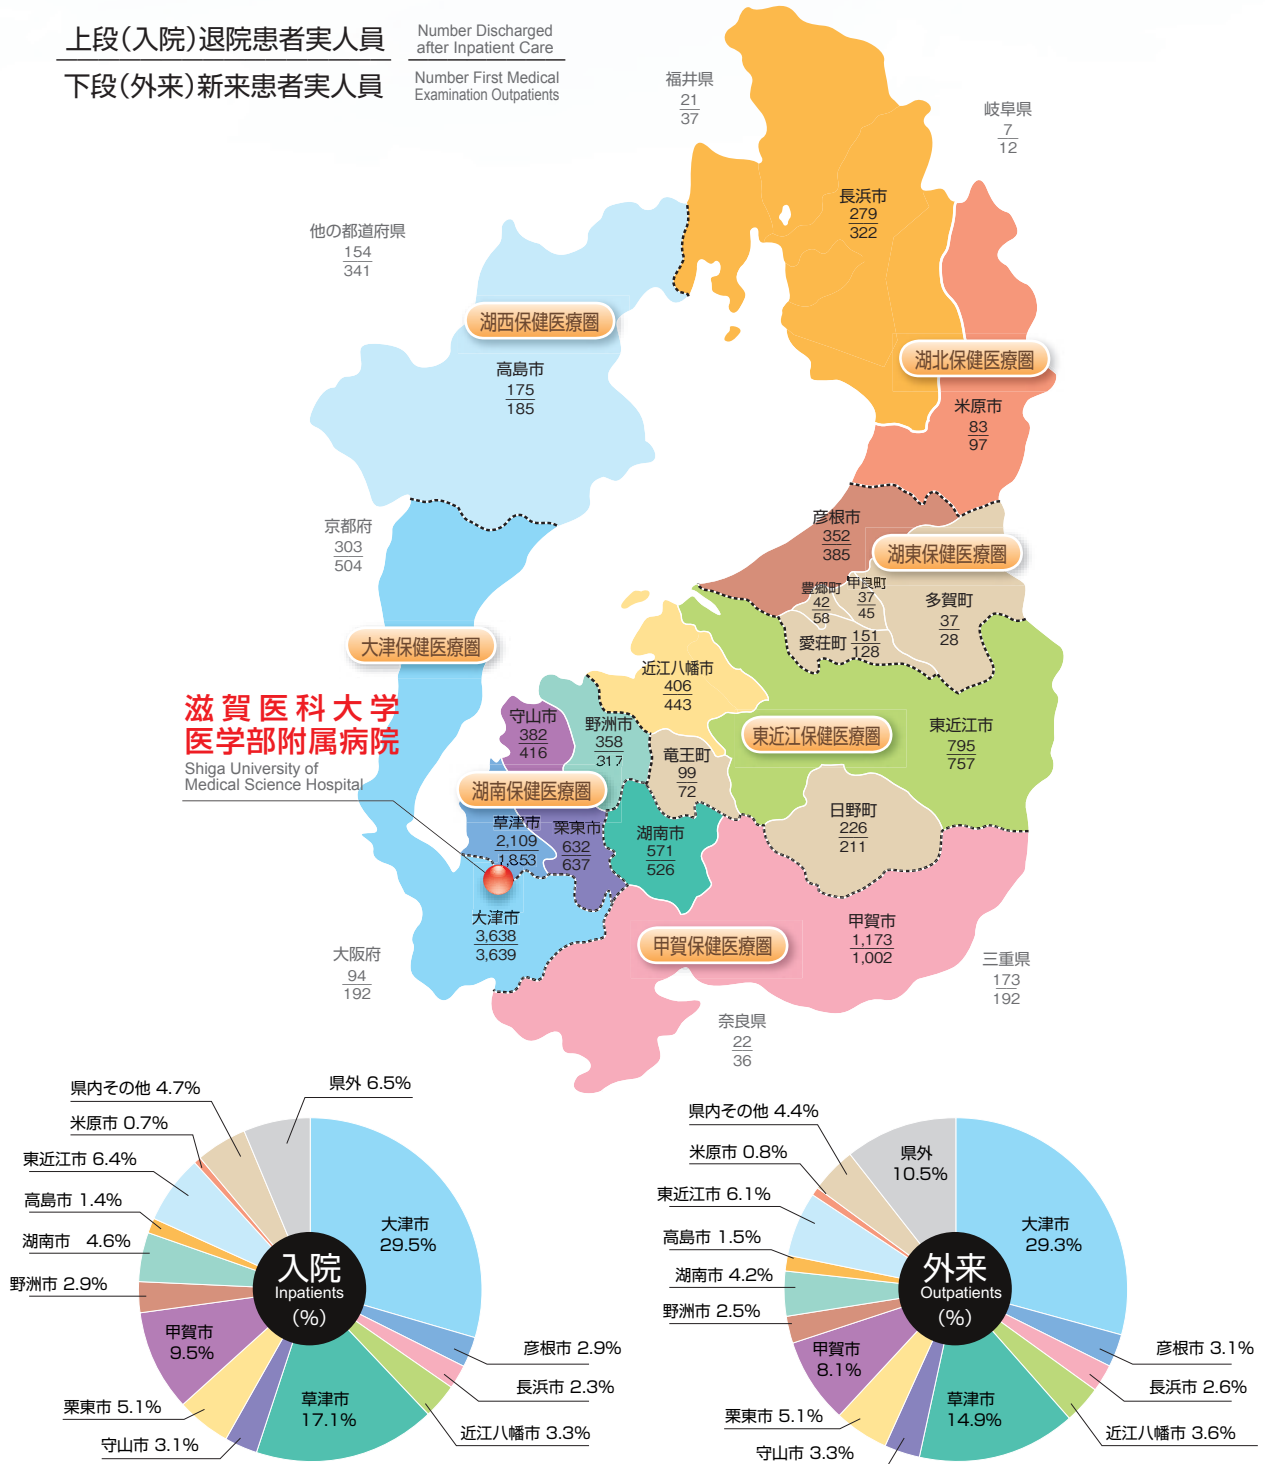 上段(入院)退院患者実人員
Number Discharged
after Inpatient Care
下段(外来)新来患者実人員
Number First Medical
Examination Outpatients
福井県
21
37
岐阜県
7
12
長浜市
279
322
他の都道府県
154
341
湖西保健医療圏
湖北保健医療圏
高島市
175
185
米原市
83
97
京都府
303
504
彦根市
352
385
湖東保健医療圏
豊郷町
42
58
甲良町
37
45
多賀町
37
28
愛荘町
151
128
大津保健医療圏
近江八幡市
406
443
滋賀医科大学
医学部附属病院
Shiga University of
Medical Science Hospital
守山市
382
416
野洲市
358
317
東近江保健医療圏
東近江市
795
757
竜王町
99
72
湖南保健医療圏
草津市
2,109
1,853
栗東市
632
637
湖南市
571
526
日野町
226
211
大津市
3,638
3,639
甲賀保健医療圏
甲賀市
1,173
1,002
大阪府
94
192
三重県
173
192
奈良県
22
36
県内その他 4.7%
県外 6.5%
米原市 0.7%
東近江市 6.4%
高島市 1.4%
湖南市 4.6%
野洲市 2.9%
甲賀市
9.5%
栗東市 5.1%
守山市 3.1%
草津市
17.1%
近江八幡市 3.3%
長浜市 2.3%
彦根市 2.9%
大津市
29.5%
入院
Inpatients
(%)
県内その他 4.4%
県外
10.5%
米原市 0.8%
東近江市 6.1%
高島市 1.5%
湖南市 4.2%
野洲市 2.5%
甲賀市
8.1%
栗東市 5.1%
守山市 3.3%
草津市
14.9%
近江八幡市 3.6%
長浜市 2.6%
彦根市 3.1%
大津市
29.3%
外来
Outpatients
(%)